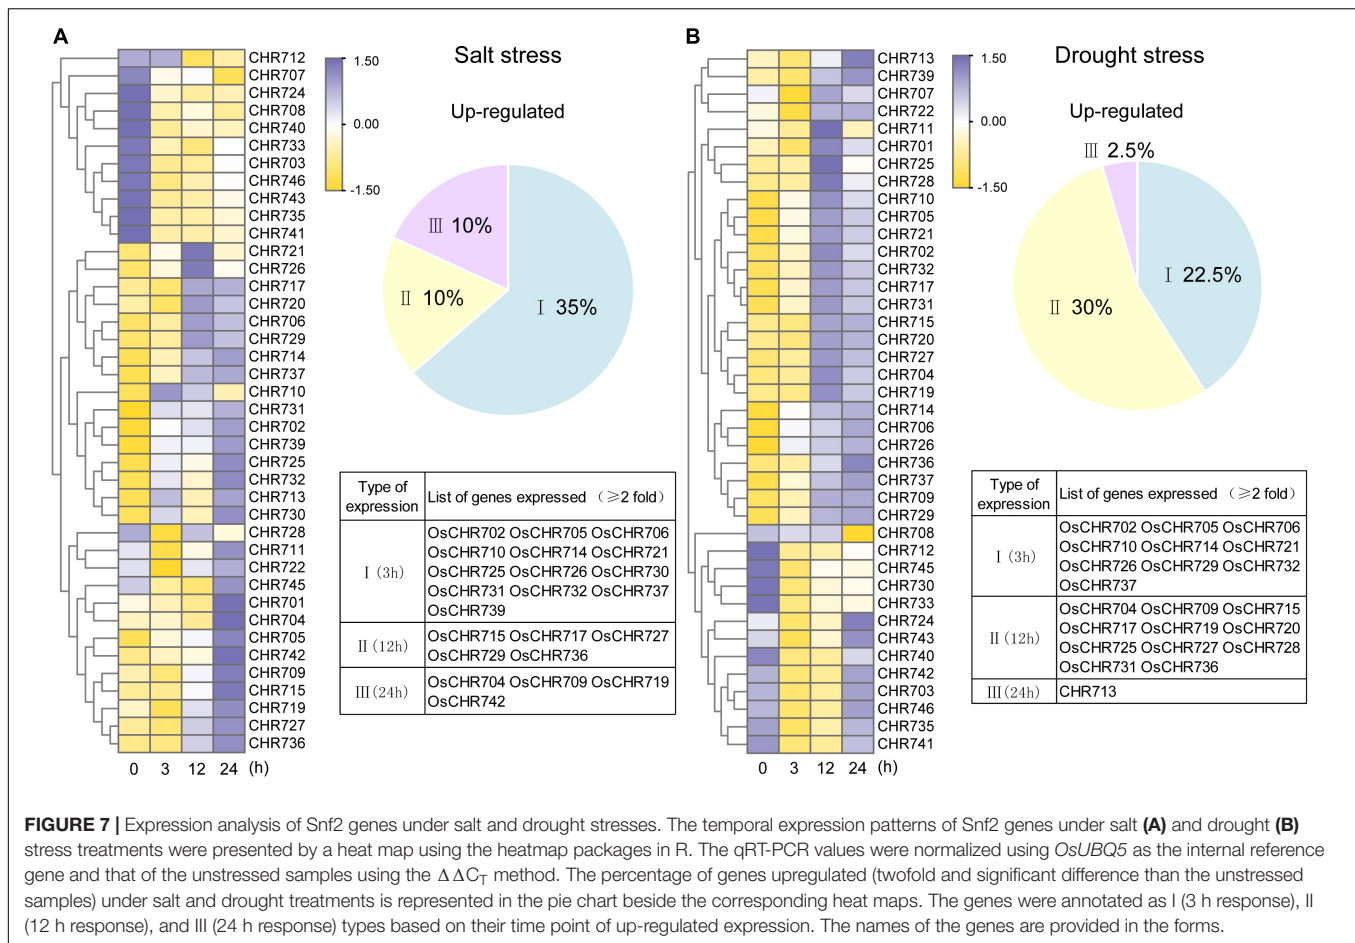 A
Salt stress
Up-regulated
1.50
0.00
-1.50
CHR712
CHR707
CHR724
CHR708
CHR740
CHR733
CHR703
CHR746
CHR743
CHR735
CHR741
CHR721
CHR726
CHR717
CHR720
CHR706
CHR729
CHR714
CHR737
CHR710
CHR731
CHR702
CHR739
CHR725
CHR732
CHR713
CHR730
CHR728
CHR711
CHR722
CHR745
CHR701
CHR704
CHR705
CHR742
CHR709
CHR715
CHR719
CHR727
CHR736
0 3 12 24 (h)
Ⅲ 10%
Ⅱ 10%
Ⅰ 35%
Type of expression
List of genes expressed (≥2 fold)
Ⅰ (3h)
OsCHR702 OsCHR705 OsCHR706
OsCHR710 OsCHR714 OsCHR721
OsCHR725 OsCHR726 OsCHR730
OsCHR731 OsCHR732 OsCHR737
OsCHR739
Ⅱ (12h)
OsCHR715 OsCHR717 OsCHR727
OsCHR729 OsCHR736
Ⅲ (24h)
OsCHR704 OsCHR709 OsCHR719
OsCHR742
B
Drought stress
Up-regulated
1.50
0.00
-1.50
CHR713
CHR739
CHR707
CHR722
CHR711
CHR701
CHR725
CHR728
CHR710
CHR705
CHR721
CHR702
CHR732
CHR717
CHR731
CHR715
CHR720
CHR727
CHR704
CHR719
CHR714
CHR706
CHR726
CHR736
CHR737
CHR709
CHR729
CHR708
CHR712
CHR745
CHR730
CHR733
CHR724
CHR743
CHR740
CHR742
CHR703
CHR746
CHR735
CHR741
0 3 12 24 (h)
Ⅲ 2.5%
Ⅰ 22.5%
Ⅱ 30%
Type of expression
List of genes expressed (≥2 fold)
Ⅰ (3h)
OsCHR702 OsCHR705 OsCHR706
OsCHR710 OsCHR714 OsCHR721
OsCHR726 OsCHR729 OsCHR732
OsCHR737
Ⅱ (12h)
OsCHR704 OsCHR709 OsCHR715
OsCHR717 OsCHR719 OsCHR720
OsCHR725 OsCHR727 OsCHR728
OsCHR731 OsCHR736
Ⅲ (24h)
CHR713
FIGURE 7 | Expression analysis of Snf2 genes under salt and drought stresses. The temporal expression patterns of Snf2 genes under salt (A) and drought (B)
stress treatments were presented by a heat map using the heatmap packages in R. The qRT-PCR values were normalized using OsUBQ5 as the internal reference
gene and that of the unstressed samples using the ΔΔC_T method. The percentage of genes upregulated (twofold and significant difference than the unstressed
samples) under salt and drought treatments is represented in the pie chart beside the corresponding heat maps. The genes were annotated as I (3 h response), II
(12 h response), and III (24 h response) types based on their time point of up-regulated expression. The names of the genes are provided in the forms.